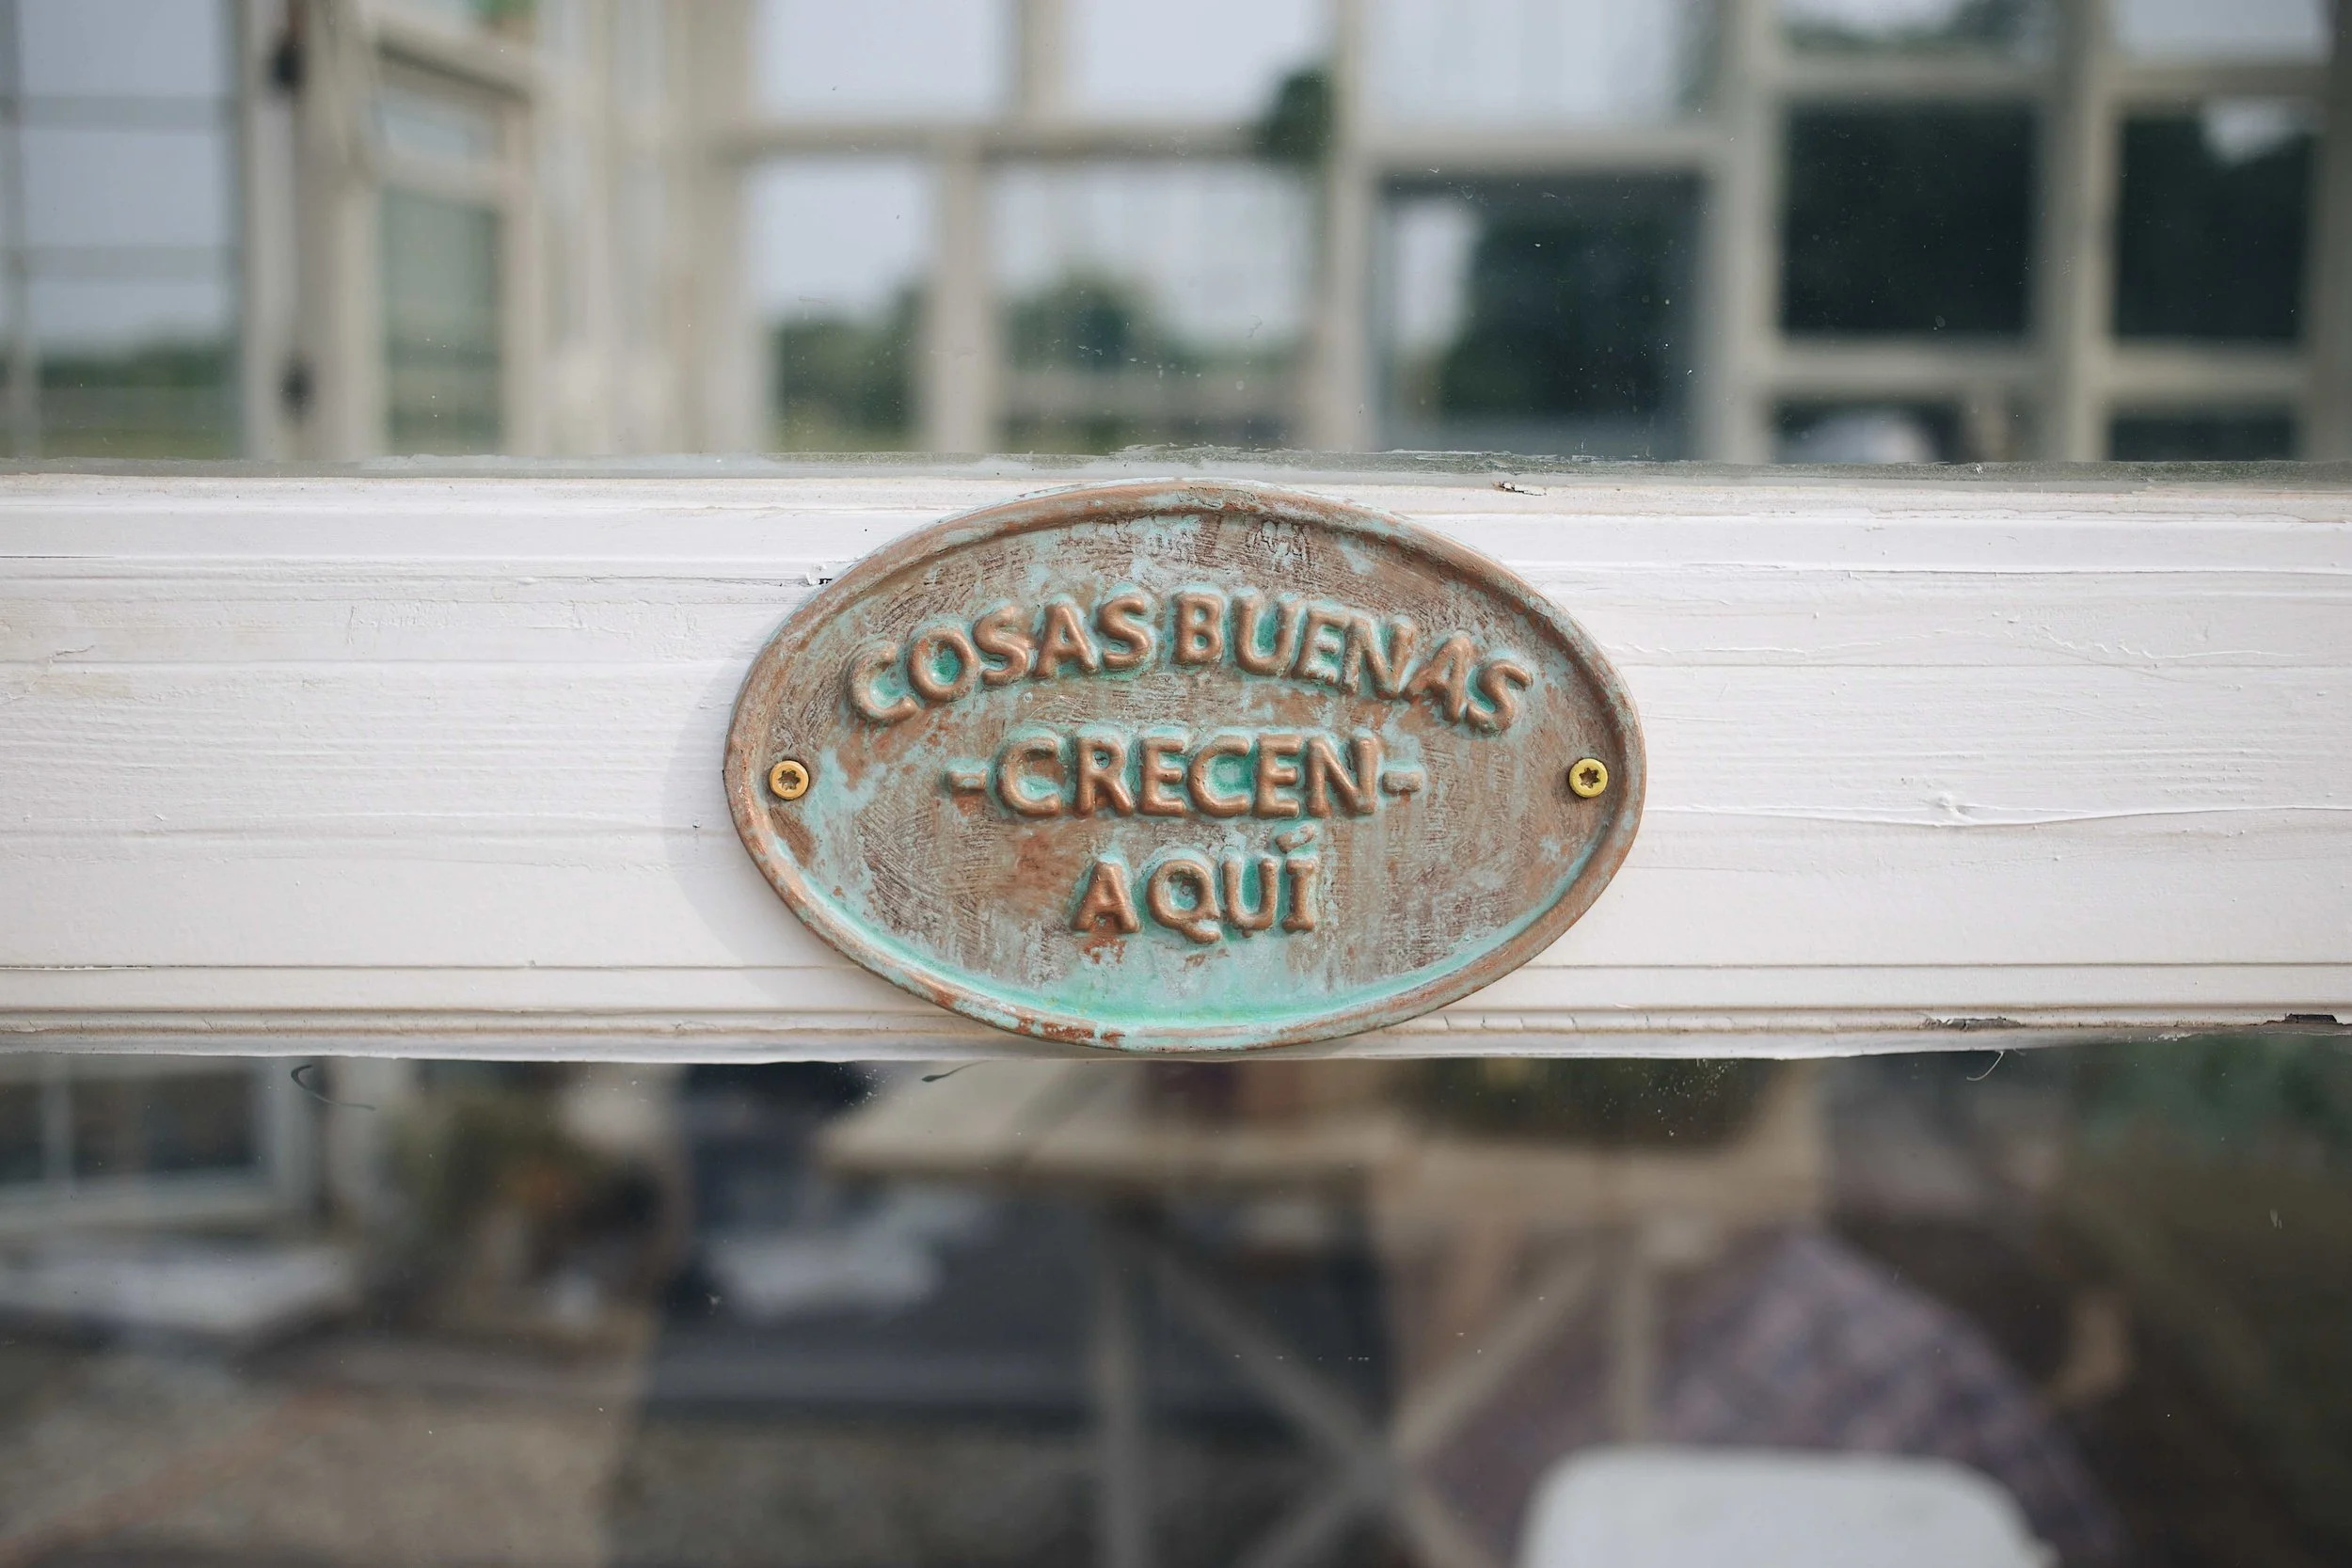 COSAS BUENAS
-CRECEN-
AQUÍ